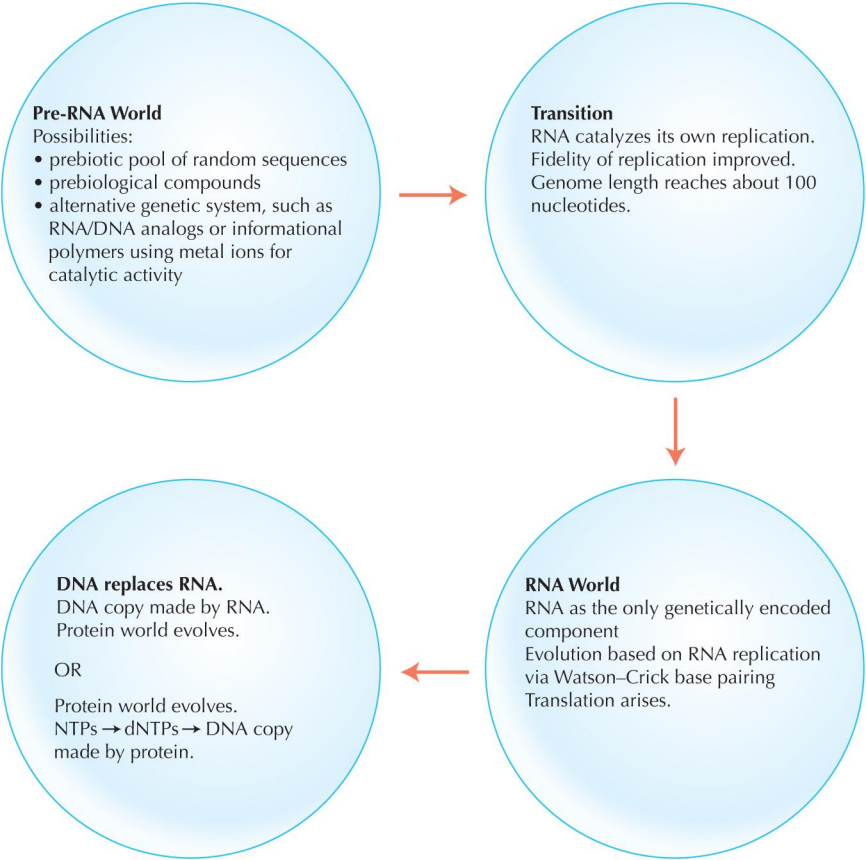 Pre-RNA World
Possibilities:
• prebiotic pool of random sequences
• prebiological compounds
• alternative genetic system, such as
RNA/DNA analogs or informational
polymers using metal ions for
catalytic activity
Transition
RNA catalyzes its own replication.
Fidelity of replication improved.
Genome length reaches about 100
nucleotides.
RNA World
RNA as the only genetically encoded
component
Evolution based on RNA replication
via Watson–Crick base pairing
Translation arises.
DNA replaces RNA.
DNA copy made by RNA.
Protein world evolves.
OR
Protein world evolves.
NTPs → dNTPs → DNA copy
made by protein.